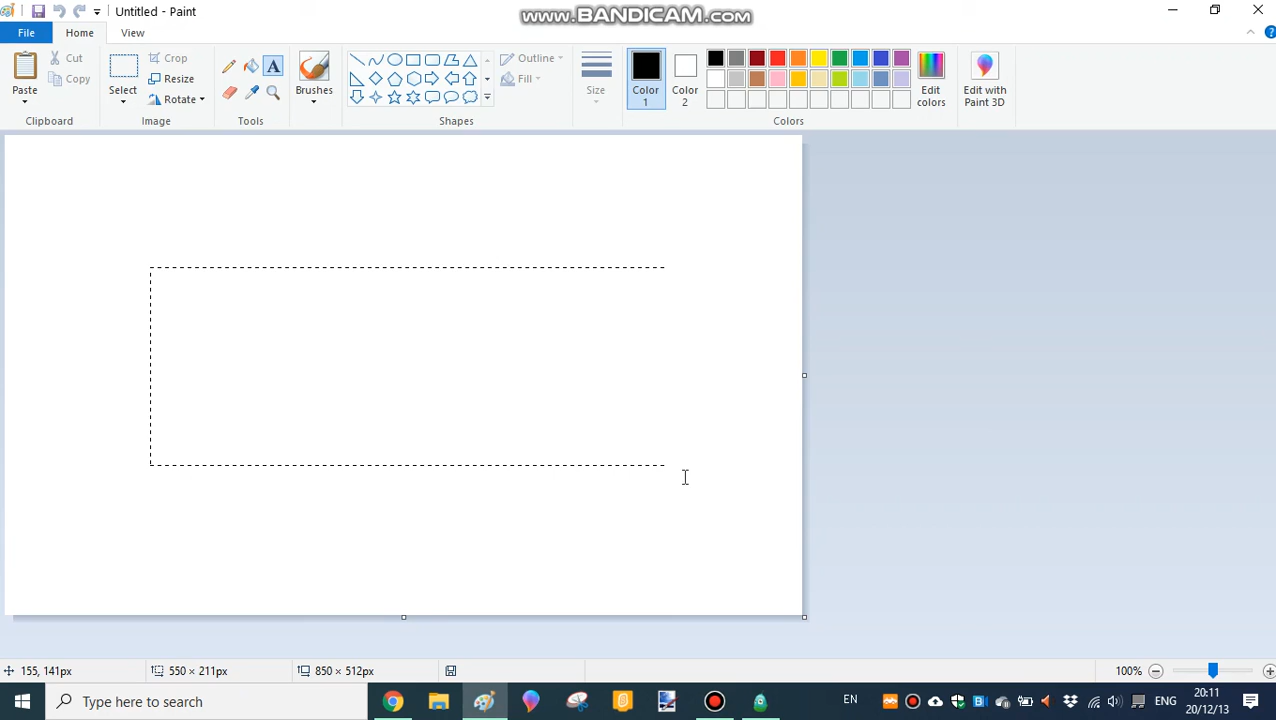 Untitled - Paint
www.BANDICAM.com
File
Home
View
Paste
Cut
Copy
Clipboard
Select
Crop
Resize
Rotate
Image
A
Tools
Brushes
Shapes
Outline
Fill
Size
Color 1
Color 2
Edit colors
Colors
Edit with Paint 3D
155, 141px
550 × 211px
850 × 512px
100%
Type here to search
EN
ENG
20:11
20/12/13